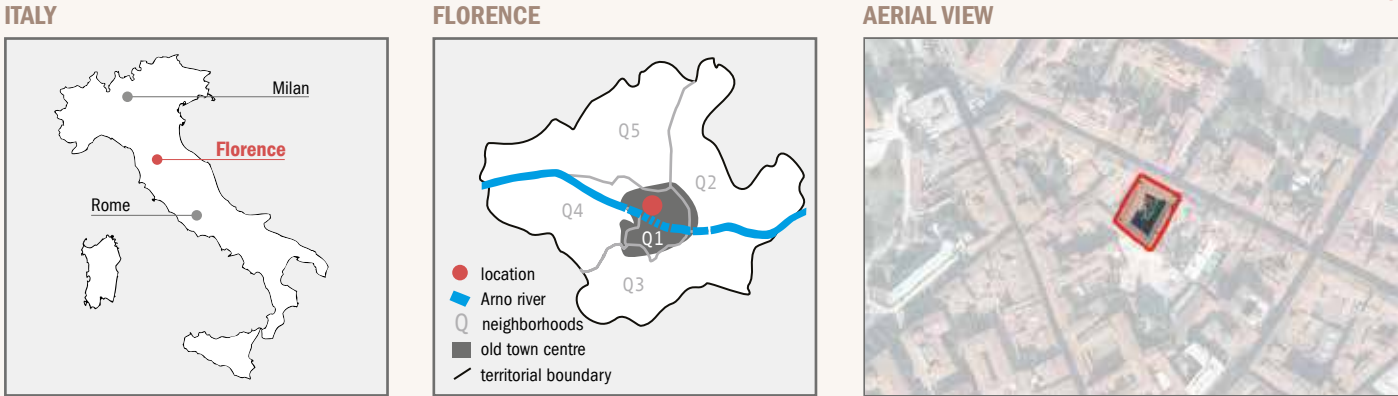 ITALY
Milan
Florence
Rome
FLORENCE
Q5
Q2
Q4
Q1
Q3
location
Arno river
Q neighborhoods
old town centre
territorial boundary
AERIAL VIEW